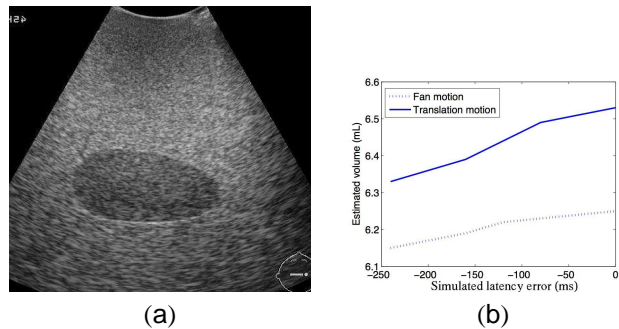 45H
6.6
6.5
6.4
6.3
6.2
6.1
Estimated volume (mL)
Fan motion
Translation motion
−250 −200 −150 −100 −50 0
Simulated latency error (ms)
(a) (b)